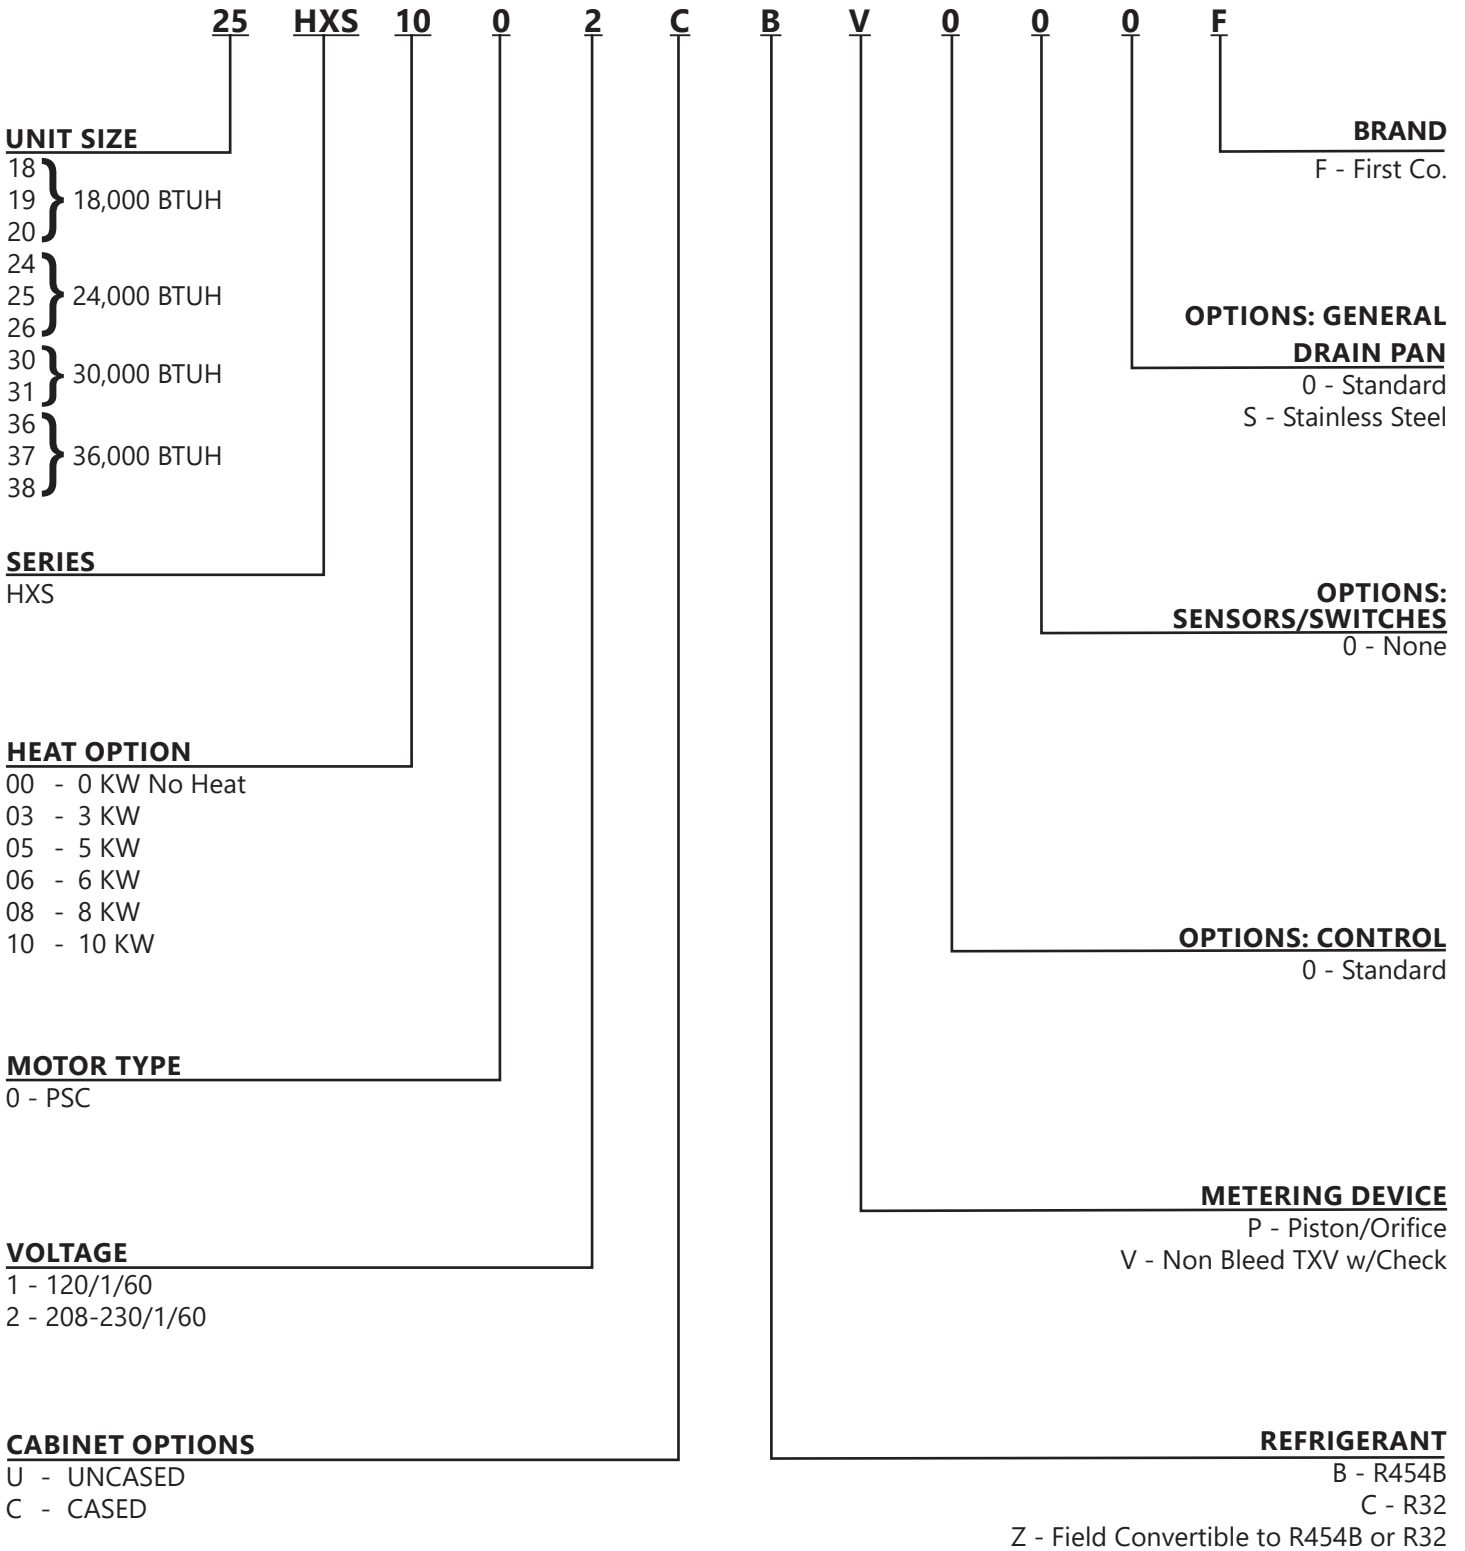 25 HXS 10 0 2 C B V 0 0 0 F
UNIT SIZE
18
19
20
18,000 BTUH
24
25
26
24,000 BTUH
30
31
30,000 BTUH
36
37
38
36,000 BTUH
SERIES
HXS
HEAT OPTION
00 - 0 KW No Heat
03 - 3 KW
05 - 5 KW
06 - 6 KW
08 - 8 KW
10 - 10 KW
MOTOR TYPE
0 - PSC
VOLTAGE
1 - 120/1/60
2 - 208-230/1/60
CABINET OPTIONS
U - UNCASED
C - CASED
BRAND
F - First Co.
OPTIONS: GENERAL
DRAIN PAN
0 - Standard
S - Stainless Steel
OPTIONS:
SENSORS/SWITCHES
0 - None
OPTIONS: CONTROL
0 - Standard
METERING DEVICE
P - Piston/Orifice
V - Non Bleed TXV w/Check
REFRIGERANT
B - R454B
C - R32
Z - Field Convertible to R454B or R32